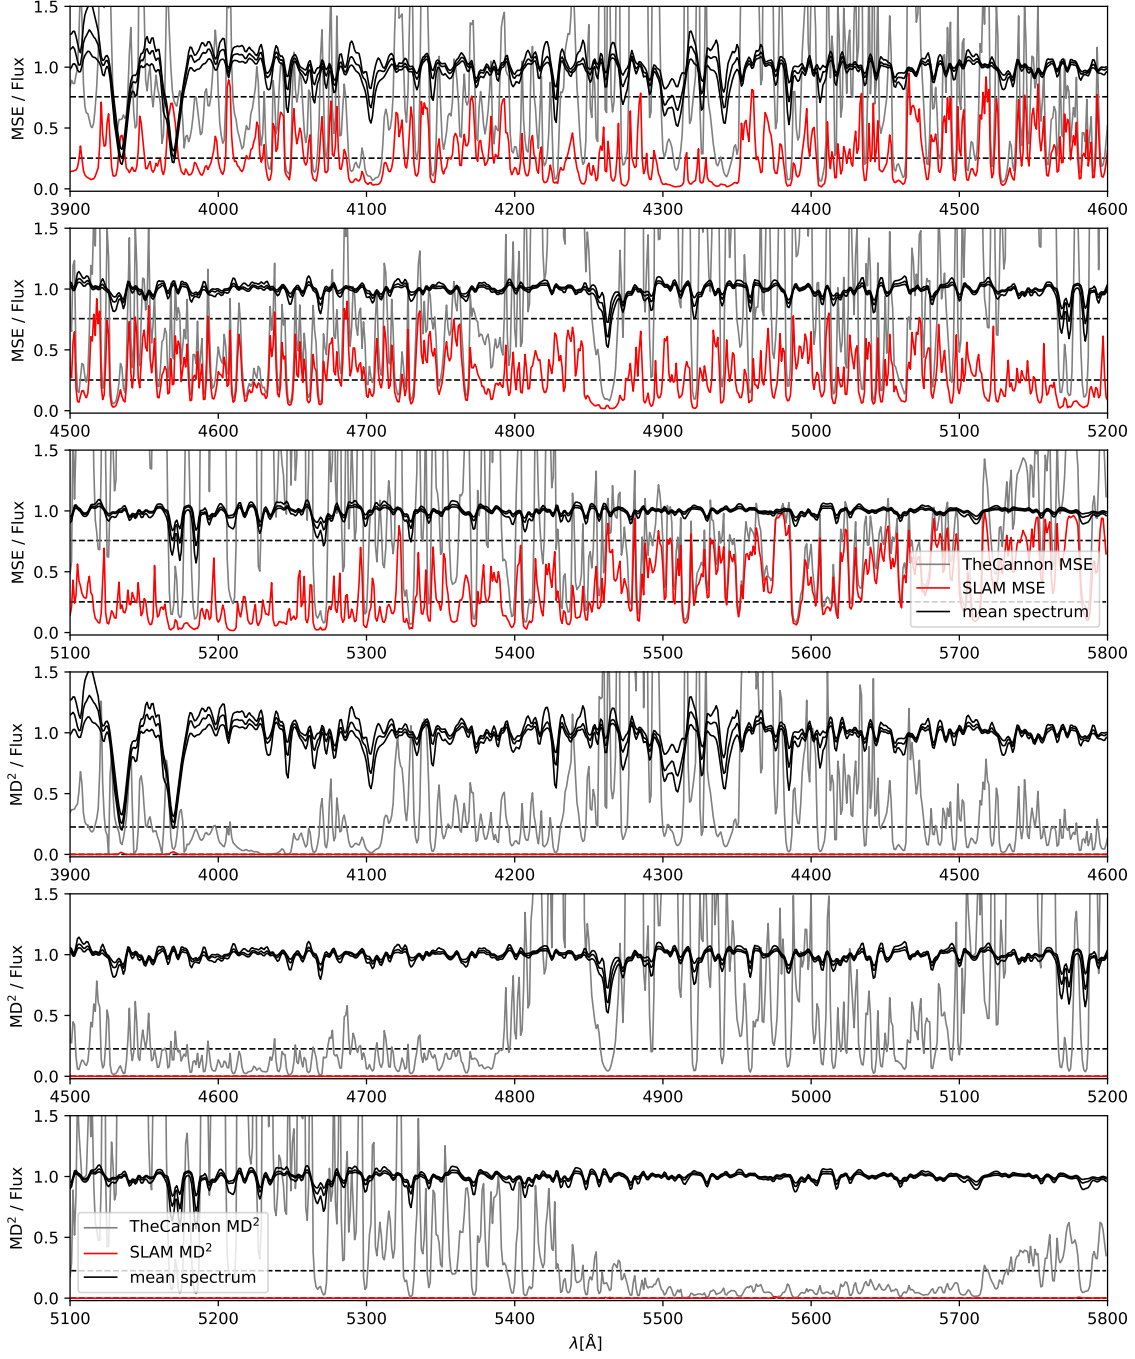 MSE / Flux
1.5
1.0
0.5
0.0
3900 4000 4100 4200 4300 4400 4500 4600
MSE / Flux
1.5
1.0
0.5
0.0
4500 4600 4700 4800 4900 5000 5100 5200
MSE / Flux
1.5
1.0
0.5
0.0
TheCannon MSE
SLAM MSE
mean spectrum
5100 5200 5300 5400 5500 5600 5700 5800
MD² / Flux
1.5
1.0
0.5
0.0
3900 4000 4100 4200 4300 4400 4500 4600
MD² / Flux
1.5
1.0
0.5
0.0
4500 4600 4700 4800 4900 5000 5100 5200
MD² / Flux
1.5
1.0
0.5
0.0
TheCannon MD²
SLAM MD²
mean spectrum
5100 5200 5300 5400 5500 5600 5700 5800
λ[Å]